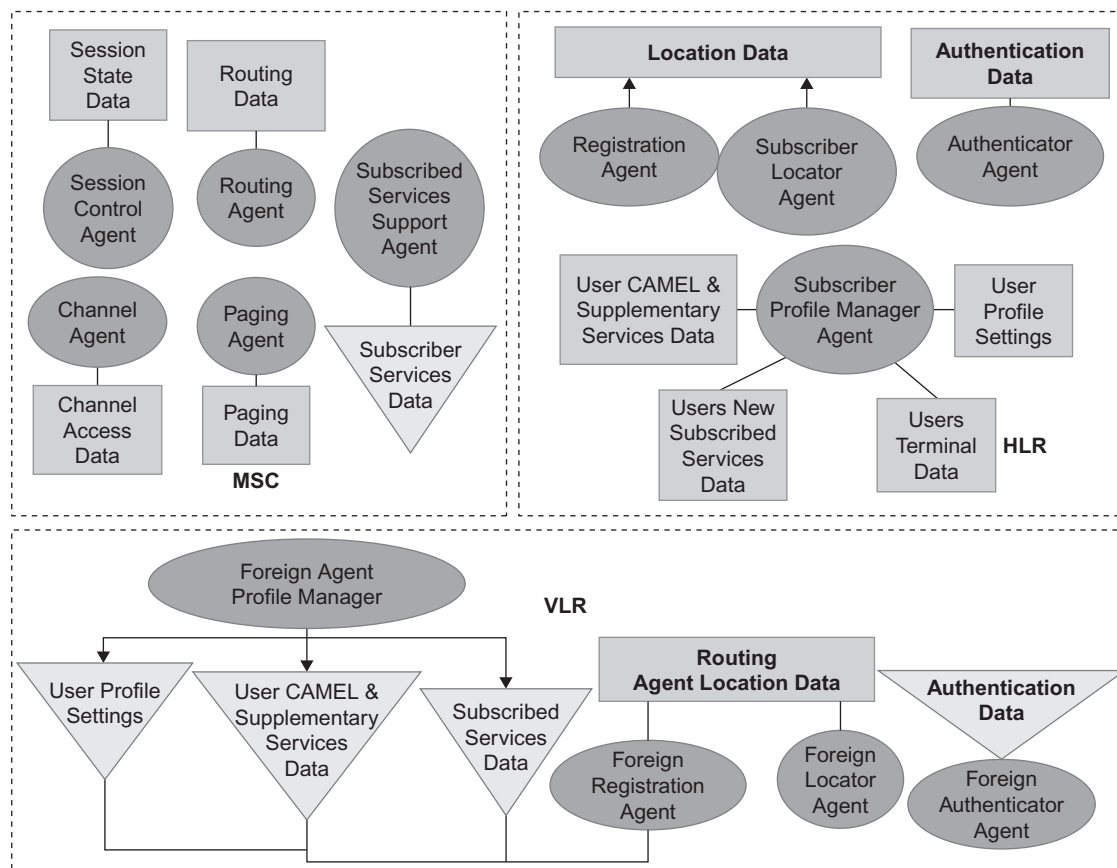 Session
State
Data
Routing
Data
Session
Control
Agent
Routing
Agent
Subscribed
Services
Support
Agent
Channel
Agent
Paging
Agent
Subscriber
Services
Data
Channel
Access
Data
Paging
Data
MSC
Location Data
Authentication
Data
Registration
Agent
Subscriber
Locator
Agent
Authenticator
Agent
User CAMEL &
Supplementary
Services Data
Subscriber
Profile Manager
Agent
User
Profile
Settings
Users New
Subscribed
Services
Data
Users
Terminal
Data
HLR
Foreign Agent
Profile Manager
VLR
User Profile
Settings
User CAMEL &
Supplementary
Services
Data
Subscribed
Services
Data
Routing
Agent Location Data
Authentication
Data
Foreign
Registration
Agent
Foreign
Locator
Agent
Foreign
Authenticator
Agent